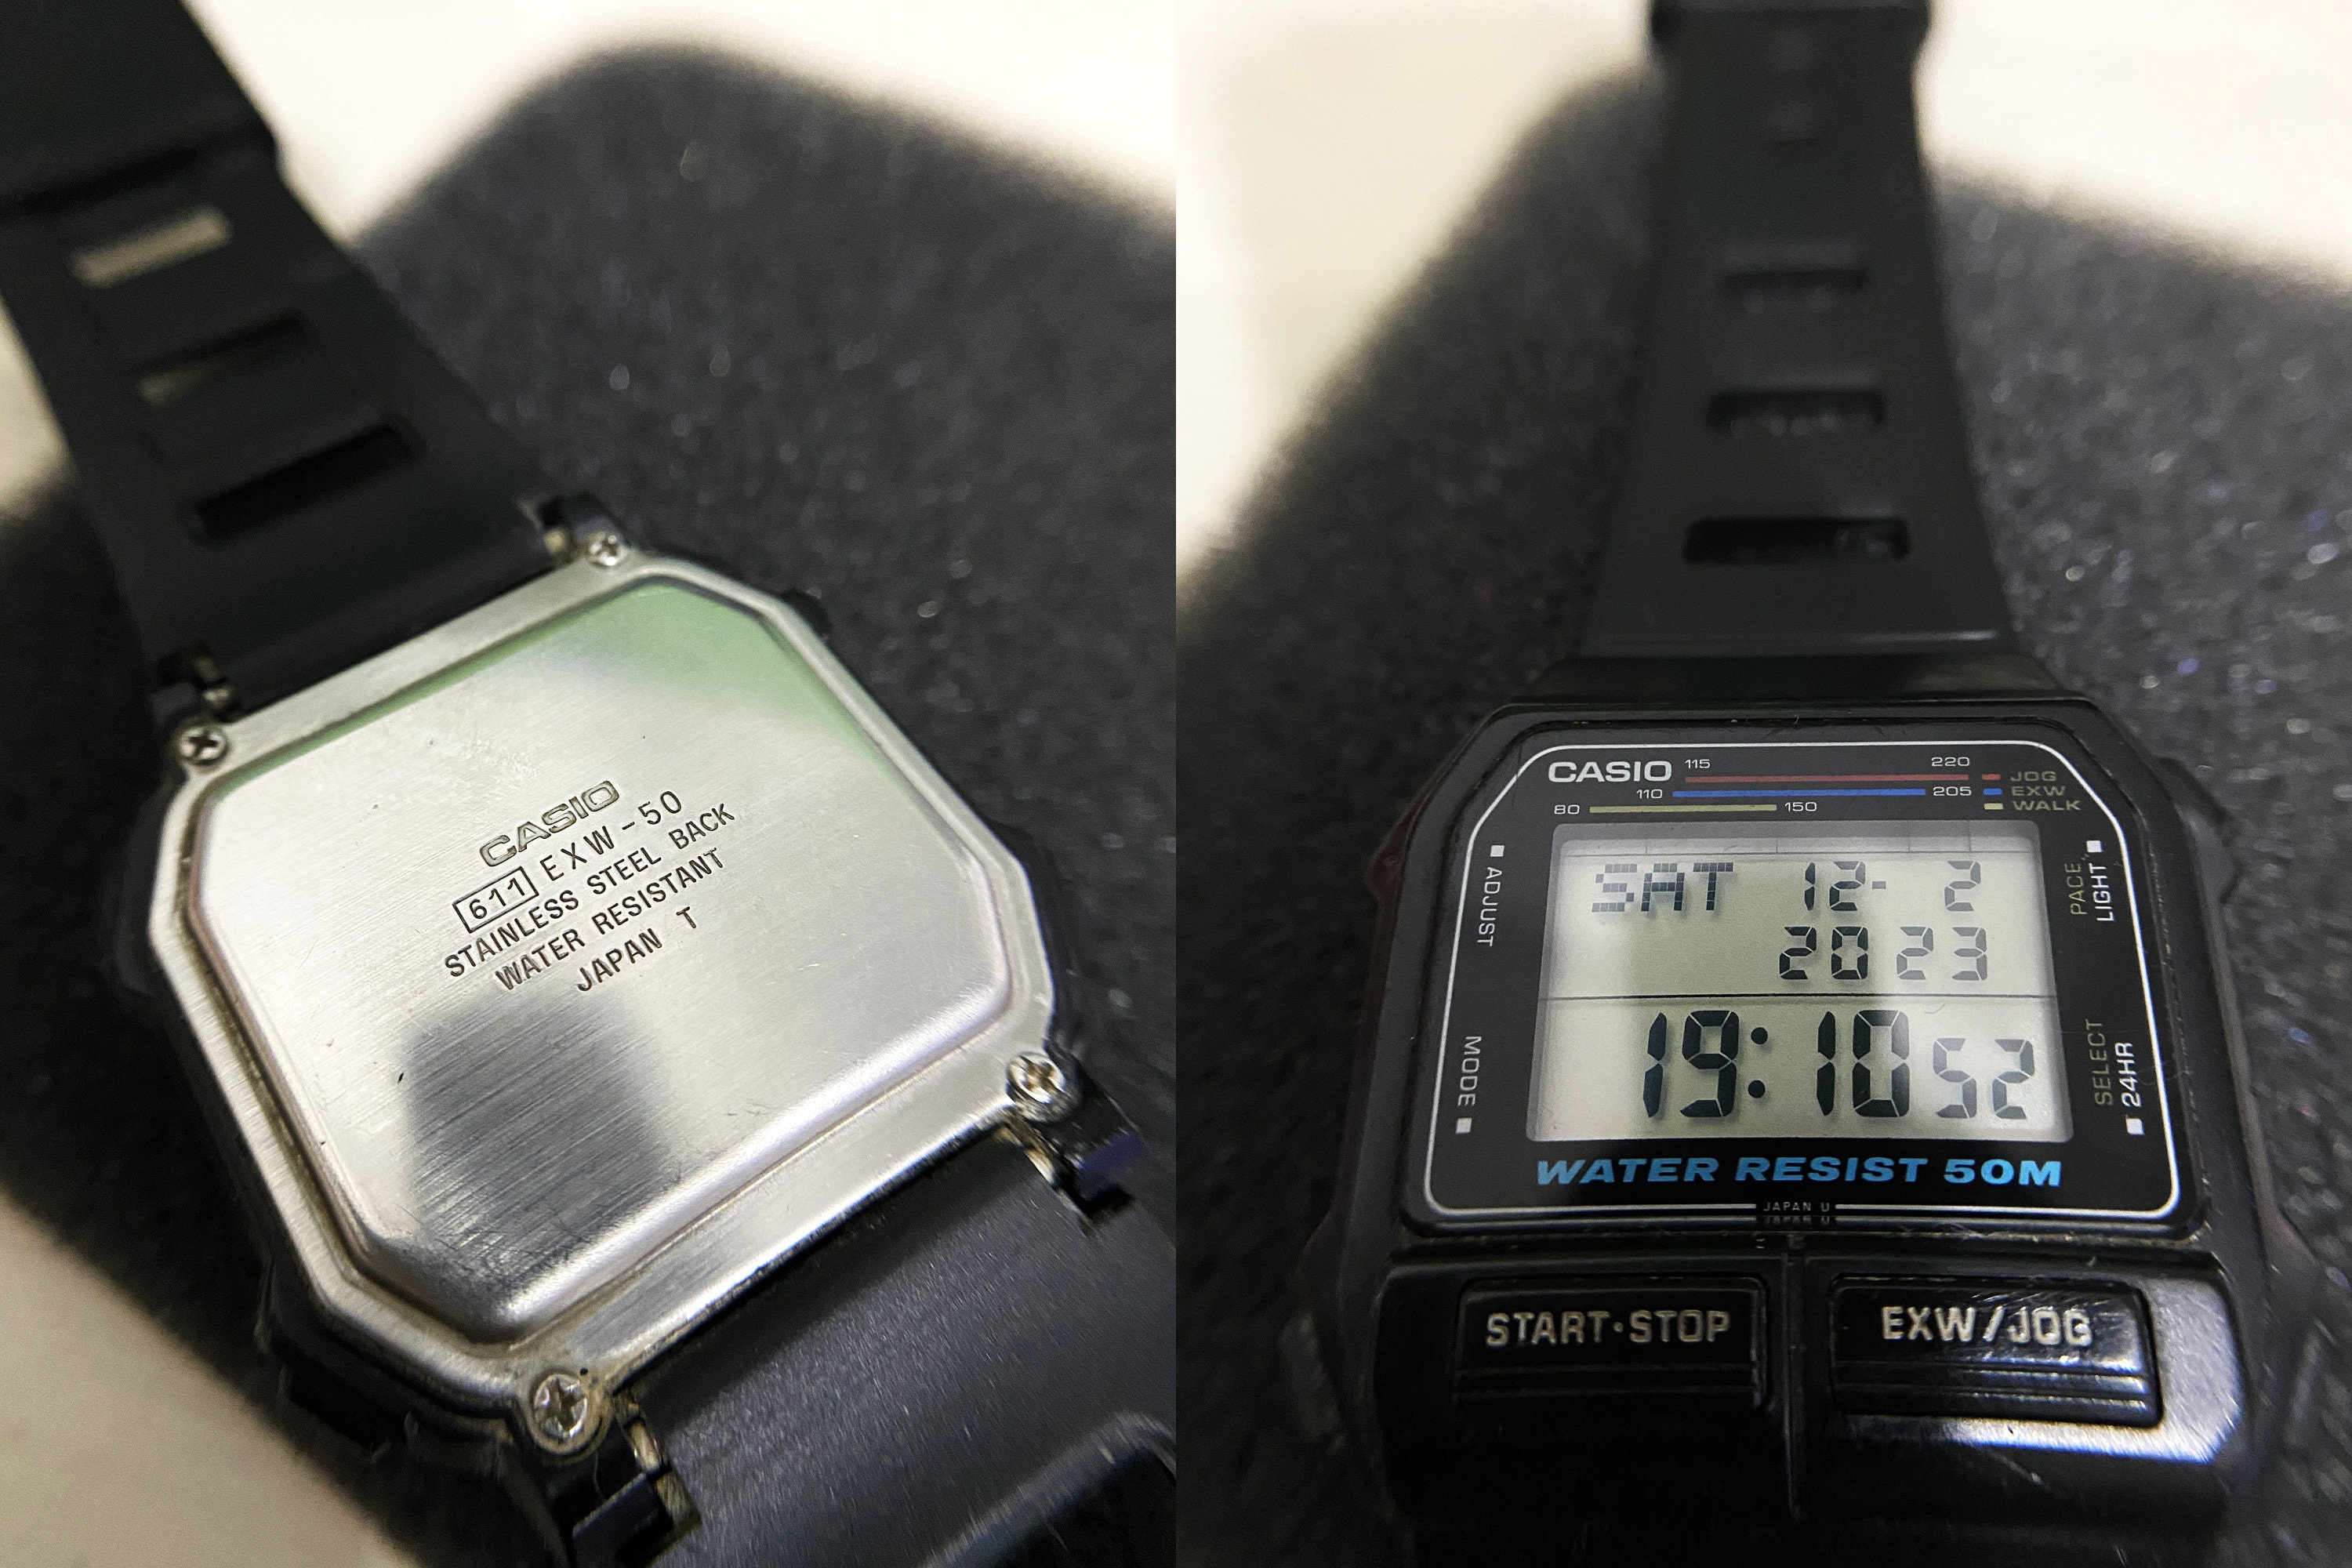 CASIO
611 EXW-50
STAINLESS STEEL BACK
WATER RESISTANT
JAPAN T
CASIO 115 220 JOG
110 205 EXW
80 150 WALK
ADJUST
PACE
LIGHT
SAT 12- 2
2023
19:10 52
MODE
SELECT
24HR
WATER RESIST 50M
JAPAN U
START·STOP EXW/JOG